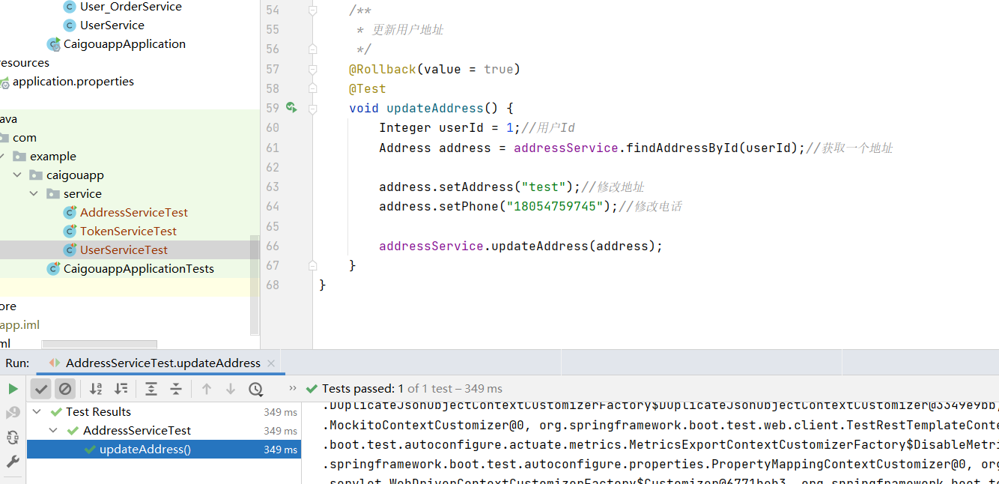 User_OrderService
UserService
CaigouappApplication
resources
application.properties
ava
com
example
caigouapp
service
AddressServiceTest
TokenServiceTest
UserServiceTest
CaigouappApplicationTests
ore
app.iml
ml
54 /**
55 * 更新用户地址
56 */
57 @Rollback(value = true)
58 @Test
59 void updateAddress() {
60 Integer userId = 1;//用户Id
61 Address address = addressService.findAddressById(userId);//获取一个地址
62
63 address.setAddress("test");//修改地址
64 address.setPhone("18054759745");//修改电话
65
66 addressService.updateAddress(address);
67 }
68 }
Run: AddressServiceTest.updateAddress
Tests passed: 1 of 1 test – 349 ms
Test Results 349 ms
AddressServiceTest 349 ms
updateAddress() 349 ms
.DuplicateJsonObjectContextCustomizerFactory$DuplicateJsonObjectContextCustomizer@3349e9bb,
.MockitoContextCustomizer@0, org.springframework.boot.test.web.client.TestRestTemplateConte
.boot.test.autoconfigure.actuate.metrics.MetricsExportContextCustomizerFactory$DisableMetri
.springframework.boot.test.autoconfigure.properties.PropertyMappingContextCustomizer@0, org
.servlet.WebDriverContextCustomizerFactory$Customizer@6771beb3, org.springframework.boot.te